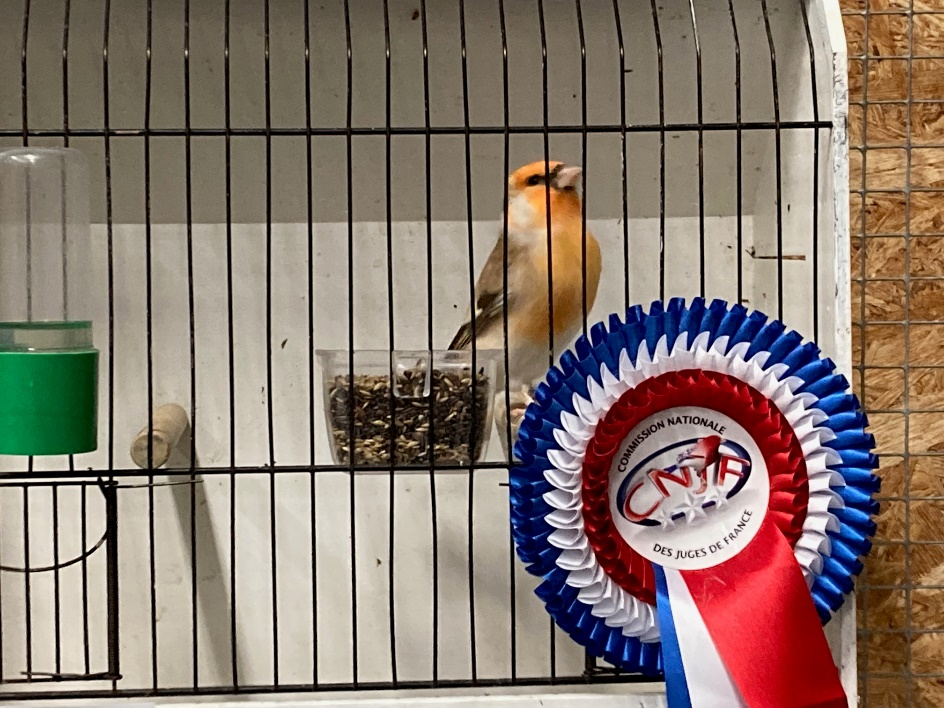 COMMISSION NATIONALE
CNJF
DES JUGES DE FRANCE